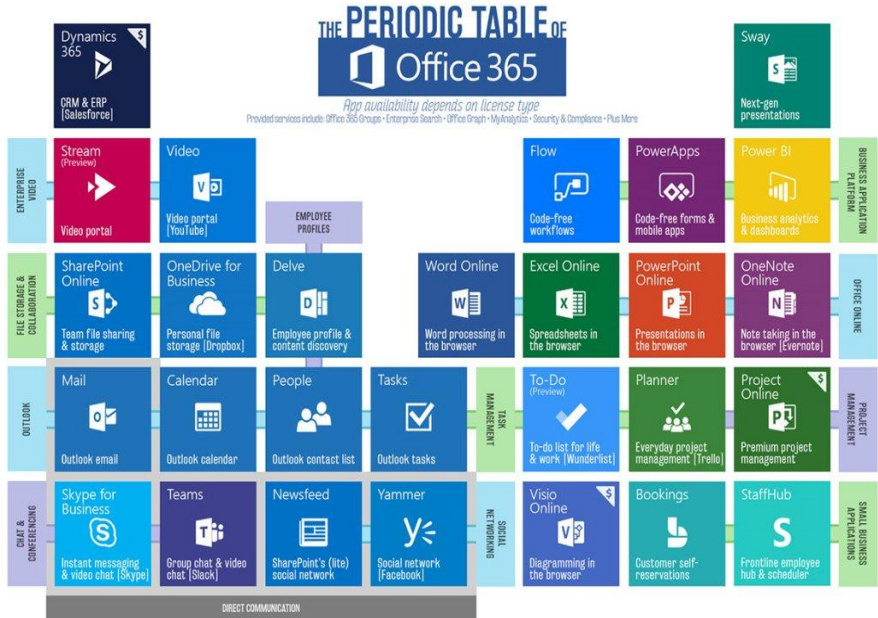 THE PERIODIC TABLE OF
Office 365
App availability depends on license type
Provided services include: Office 365 Groups • Enterprise Search • Office Graph • MyAnalytics • Security & Compliance • Plus More
Dynamics
365
$
CRM & ERP
[Salesforce]
Sway
S
Next-gen
presentations
ENTERPRISE
VIDEO
Stream
(Preview)
Video portal
Video
V
Video portal
[YouTube]
EMPLOYEE
PROFILES
Flow
Code-free
workflows
PowerApps
Code-free forms &
mobile apps
Power BI
Business analytics
& dashboards
BUSINESS APPLICATION
PLATFORM
FILE STORAGE &
COLLABORATION
SharePoint
Online
S
Team file sharing
& storage
OneDrive for
Business
Personal file
storage [Dropbox]
Delve
D
Employee profile &
content discovery
Word Online
W
Word processing in
the browser
Excel Online
X
Spreadsheets in
the browser
PowerPoint
Online
P
Presentations in
the browser
OneNote
Online
N
Note taking in the
browser [Evernote]
OFFICE ONLINE
OUTLOOK
Mail
O
Outlook email
Calendar
Outlook calendar
People
Outlook contact list
Tasks
Outlook tasks
TASK
MANAGEMENT
To-Do
(Preview)
To-do list for life
& work [Wunderlist]
Planner
Everyday project
management [Trello]
Project
Online
$
P
Premium project
management
PROJECT
MANAGEMENT
CHAT &
CONFERENCING
Skype for
Business
S
Instant messaging
& video chat [Skype]
Teams
T
Group chat & video
chat [Slack]
Newsfeed
SharePoint's (lite)
social network
Yammer
Social network
[Facebook]
SOCIAL
NETWORKING
Visio
Online
$
V
Diagramming in
the browser
Bookings
Customer self-
reservations
StaffHub
S
Frontline employee
hub & scheduler
SMALL BUSINESS
APPLICATIONS
DIRECT COMMUNICATION